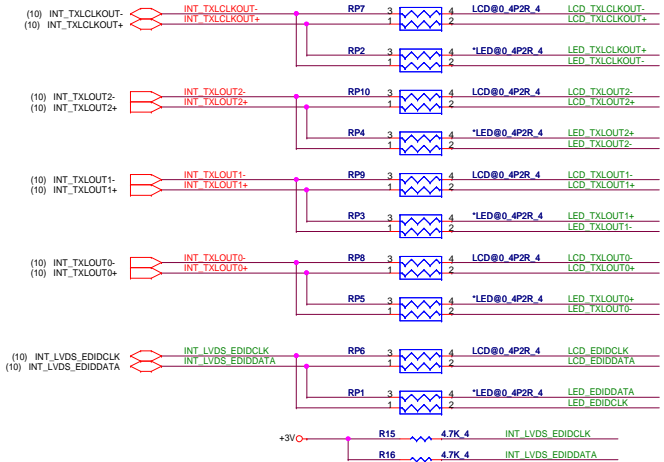 INT_TXLCLKOUT- RP7 3 4 LCD@0_4P2R_4 LCD_TXLCLKOUT-
(10) INT_TXLCLKOUT-
INT_TXLCLKOUT+ 1 2 LCD_TXLCLKOUT+
(10) INT_TXLCLKOUT+
RP2 3 4 *LED@0_4P2R_4 LED_TXLCLKOUT+
1 2 LED_TXLCLKOUT-
INT_TXLOUT2- RP10 3 4 LCD@0_4P2R_4 LCD_TXLOUT2-
(10) INT_TXLOUT2-
INT_TXLOUT2+ 1 2 LCD_TXLOUT2+
(10) INT_TXLOUT2+
RP4 3 4 *LED@0_4P2R_4 LED_TXLOUT2+
1 2 LED_TXLOUT2-
INT_TXLOUT1- RP9 3 4 LCD@0_4P2R_4 LCD_TXLOUT1-
(10) INT_TXLOUT1-
INT_TXLOUT1+ 1 2 LCD_TXLOUT1+
(10) INT_TXLOUT1+
RP3 3 4 *LED@0_4P2R_4 LED_TXLOUT1+
1 2 LED_TXLOUT1-
INT_TXLOUT0- RP8 3 4 LCD@0_4P2R_4 LCD_TXLOUT0-
(10) INT_TXLOUT0-
INT_TXLOUT0+ 1 2 LCD_TXLOUT0+
(10) INT_TXLOUT0+
RP5 3 4 *LED@0_4P2R_4 LED_TXLOUT0+
1 2 LED_TXLOUT0-
INT_LVDS_EDIDCLK RP6 3 4 LCD@0_4P2R_4 LCD_EDIDCLK
(10) INT_LVDS_EDIDCLK
INT_LVDS_EDIDDATA 1 2 LCD_EDIDDATA
(10) INT_LVDS_EDIDDATA
RP1 3 4 *LED@0_4P2R_4 LED_EDIDDATA
1 2 LED_EDIDCLK
+3V R15 4.7K_4 INT_LVDS_EDIDCLK
R16 4.7K_4 INT_LVDS_EDIDDATA